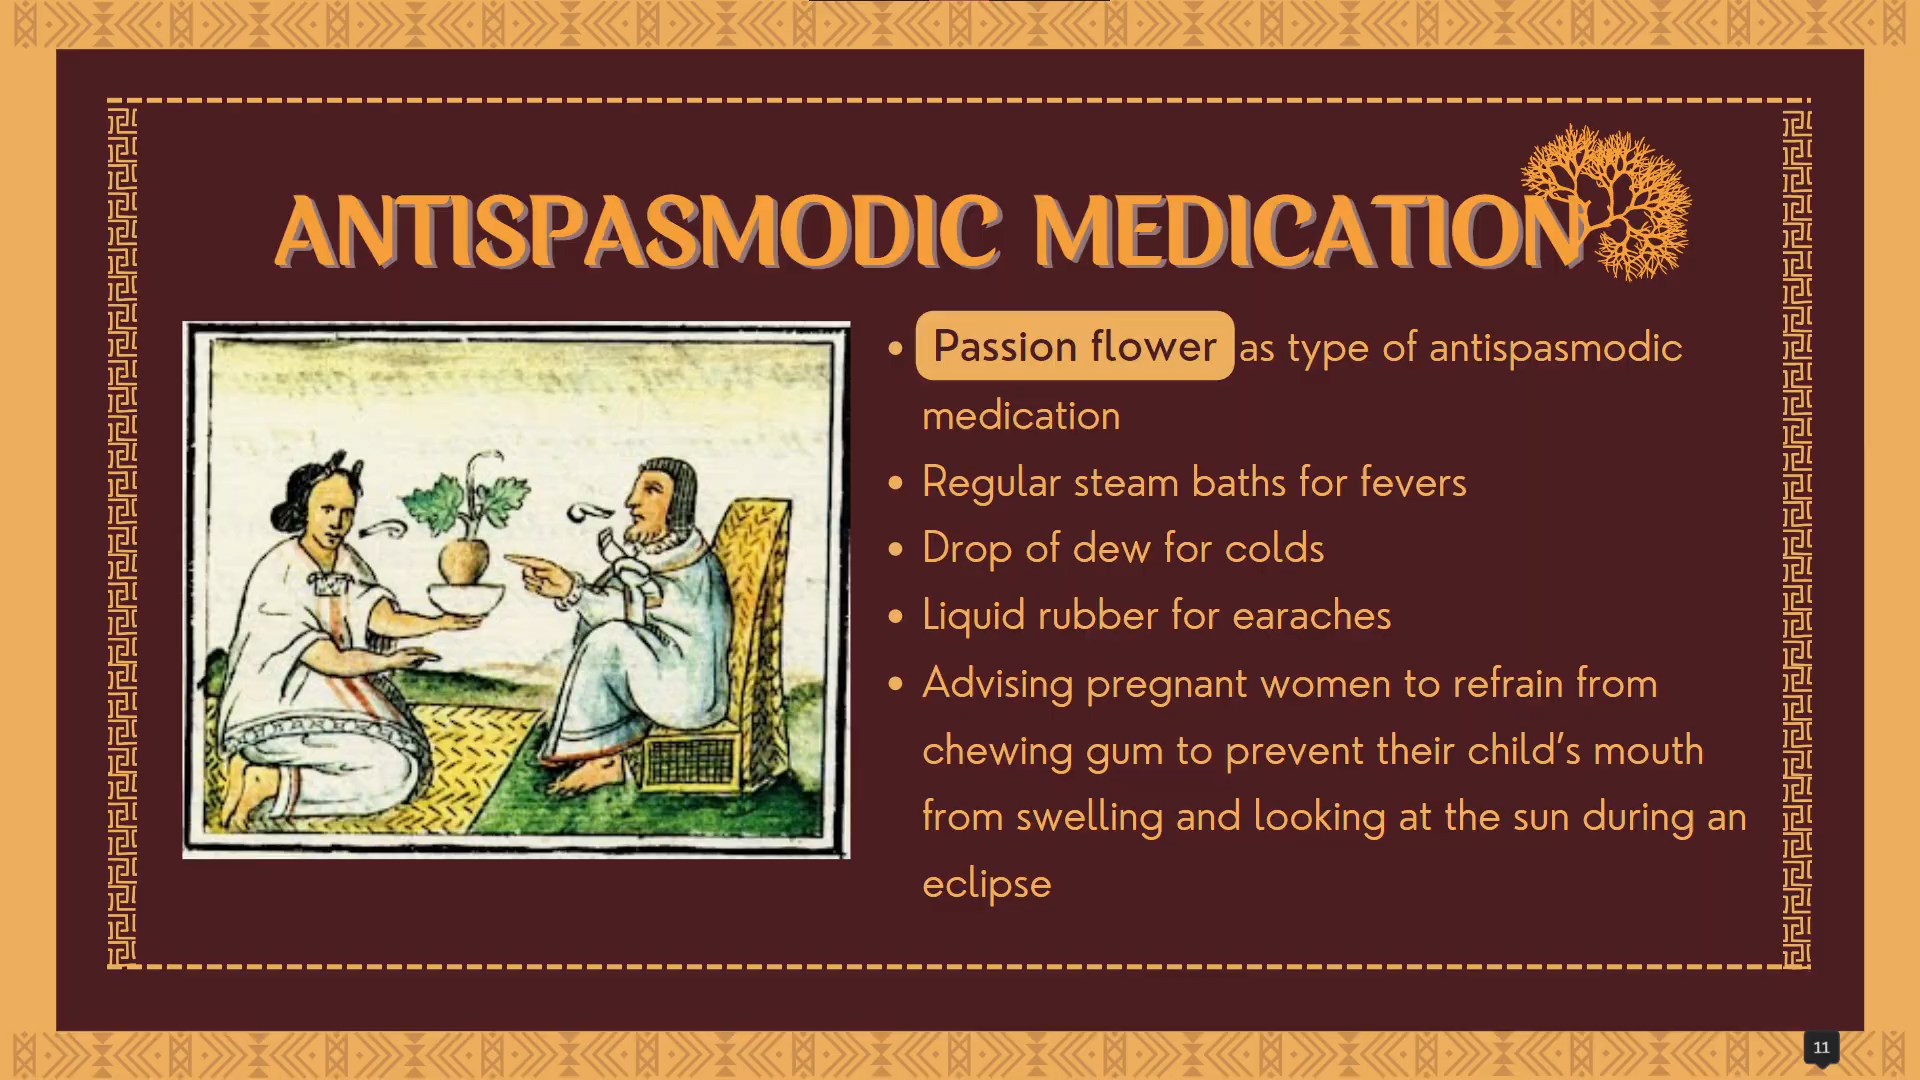 ANTISPASMODIC MEDICATION
• Passion flower as type of antispasmodic
medication
• Regular steam baths for fevers
• Drop of dew for colds
• Liquid rubber for earaches
• Advising pregnant women to refrain from
chewing gum to prevent their child’s mouth
from swelling and looking at the sun during an
eclipse
11